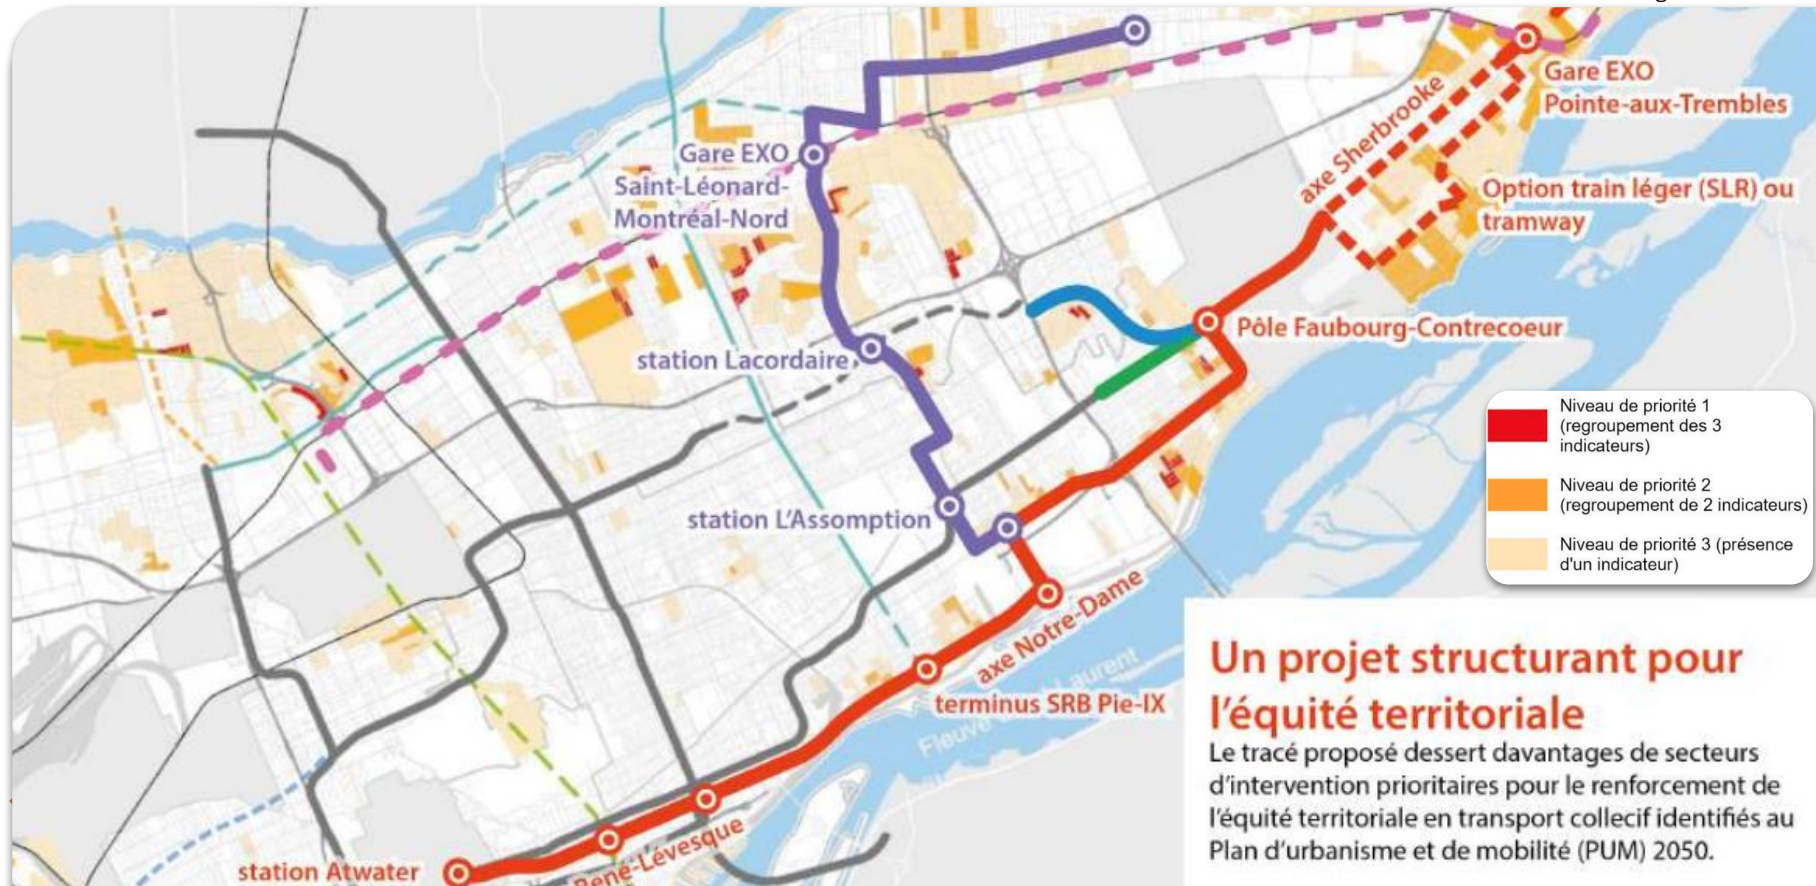 g
Gare EXO
Pointe-aux-Trembles
axe Sherbrooke
Gare EXO
Saint-Léonard-
Montréal-Nord
Option train léger (SLR) ou
tramway
station Lacordaire
Pôle Faubourg-Contrecoeur
Niveau de priorité 1
(regroupement des 3
indicateurs)
Niveau de priorité 2
(regroupement de 2 indicateurs)
Niveau de priorité 3 (présence
d'un indicateur)
station L'Assomption
axe Notre-Dame
terminus SRB Pie-IX
Fleuve Laurent
station Atwater
René-Lévesque
Un projet structurant pour
l'équité territoriale
Le tracé proposé dessert davantages de secteurs
d'intervention prioritaires pour le renforcement de
l'équité territoriale en transport collecif identifiés au
Plan d'urbanisme et de mobilité (PUM) 2050.